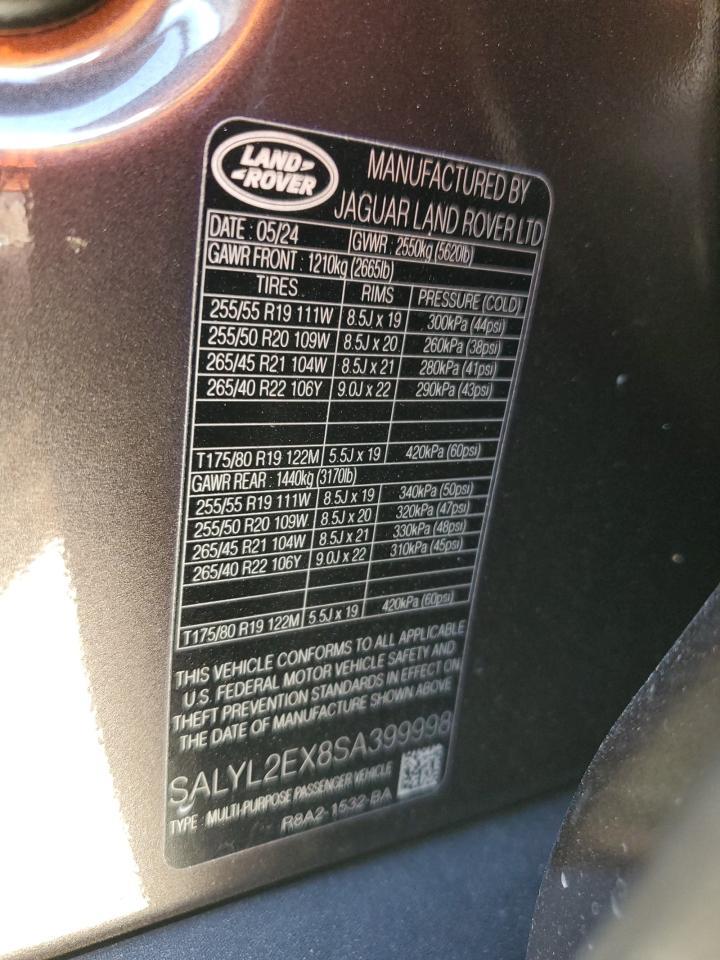 LAND ROVER
MANUFACTURED BY
JAGUAR LAND ROVER LTD
DATE : 05/24 GVWR : 2550kg (5620lb)
GAWR FRONT : 1210kg (2665lb)
TIRES RIMS PRESSURE (COLD)
255/55 R19 111W 8.5J x 19 300kPa (44psi)
255/50 R20 109W 8.5J x 20 260kPa (38psi)
265/45 R21 104W 8.5J x 21 280kPa (41psi)
265/40 R22 106Y 9.0J x 22 290kPa (43psi)
T175/80 R19 122M 5.5J x 19 420kPa (60psi)
GAWR REAR : 1440kg (3170lb)
255/55 R19 111W 8.5J x 19 340kPa (50psi)
255/50 R20 109W 8.5J x 20 320kPa (47psi)
265/45 R21 104W 8.5J x 21 330kPa (48psi)
265/40 R22 106Y 9.0J x 22 310kPa (45psi)
T175/80 R19 122M 5.5J x 19 420kPa (60psi)
THIS VEHICLE CONFORMS TO ALL APPLICABLE
U.S. FEDERAL MOTOR VEHICLE SAFETY AND
THEFT PREVENTION STANDARDS IN EFFECT ON
THE DATE OF MANUFACTURE SHOWN ABOVE
SALYL2EX8SA399998
TYPE : MULTI-PURPOSE PASSENGER VEHICLE
R8A2-1532-BA